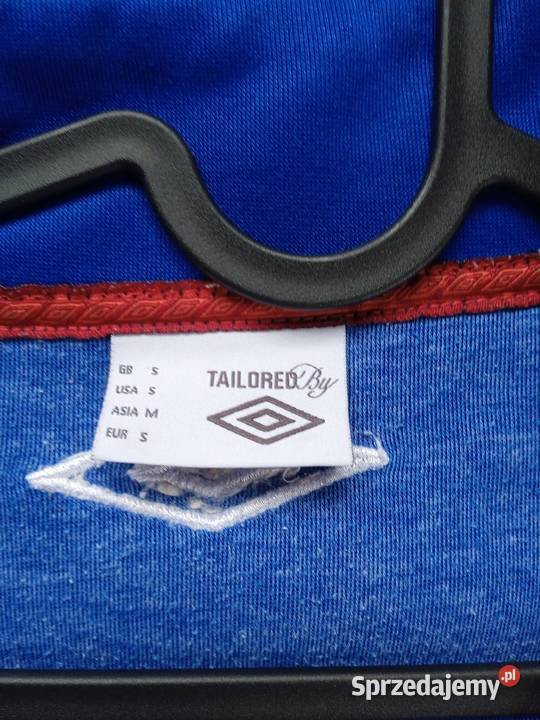 GB S
USA S
ASIA M
EUR S
TAILORED By
Sprzedajemy.pl